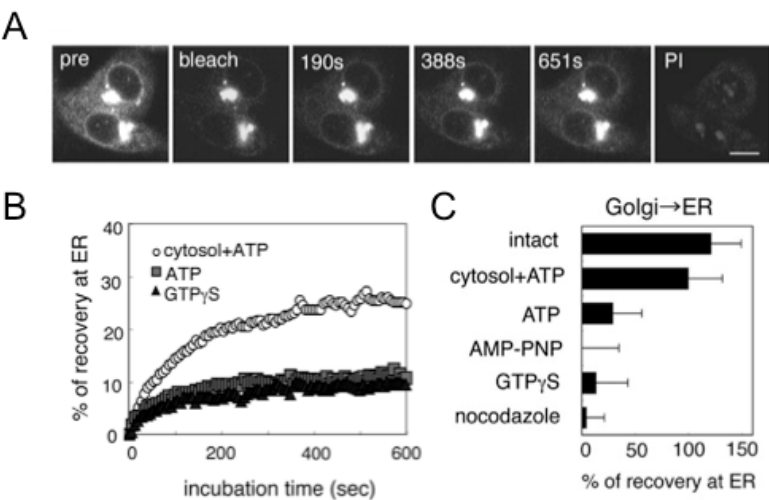 A
pre bleach 190s 388s 651s PI
B
% of recovery at ER
40
30
20
10
0
cytosol+ATP
ATP
GTPγS
0 200 400 600
incubation time (sec)
C
Golgi→ER
intact
cytosol+ATP
ATP
AMP-PNP
GTPγS
nocodazole
0 50 100 150
% of recovery at ER